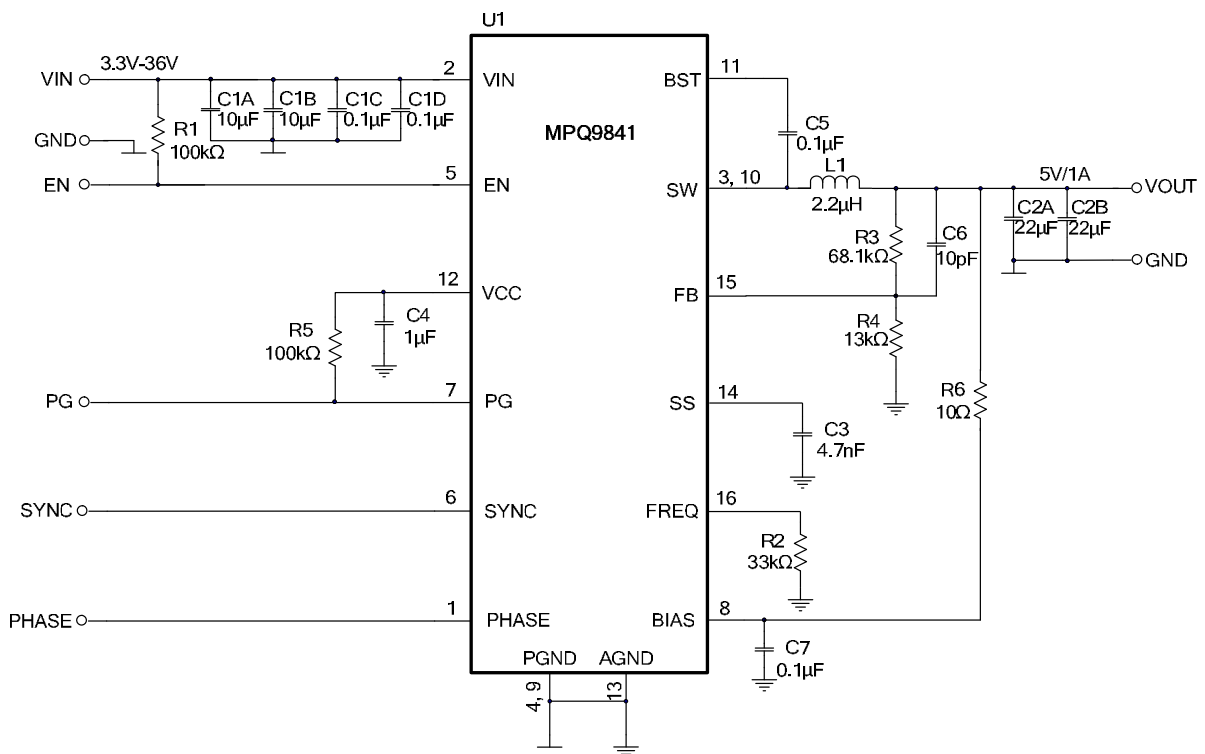 U1
VIN
3.3V-36V
2
VIN
C1A
10µF
C1B
10µF
C1C
0.1µF
C1D
0.1µF
R1
100kΩ
GND
EN
5
EN
MPQ9841
BST
11
C5
0.1µF
SW
3, 10
L1
2.2µH
5V/1A
VOUT
C2A
22µF
C2B
22µF
GND
R3
68.1kΩ
C6
10pF
FB
15
R4
13kΩ
12
VCC
C4
1µF
R5
100kΩ
PG
7
PG
SS
14
C3
4.7nF
R6
10Ω
SYNC
6
SYNC
FREQ
16
R2
33kΩ
PHASE
1
PHASE
BIAS
8
C7
0.1µF
PGND
AGND
4, 9
13